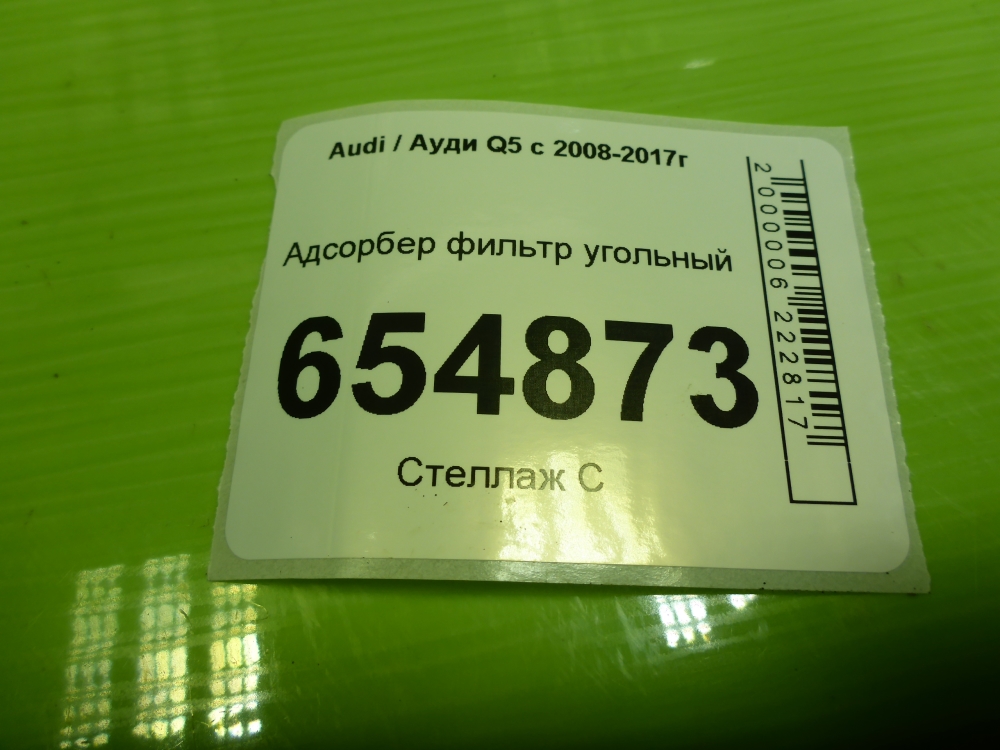 Audi / Ауди Q5 с 2008-2017г
Адсорбер фильтр угольный
654873
Стеллаж С
2000006222817